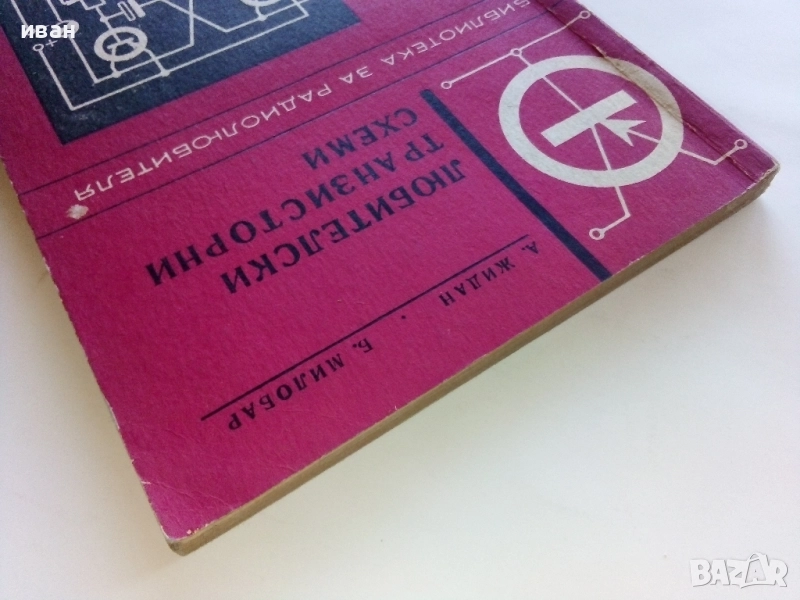 А. ЖИДАН · Б. МИЛОБАР
ЛЮБИТЕЛСКИ
ТРАНЗИСТОРНИ
СХЕМИ
БИБЛИОТЕКА ЗА РАДИОЛЮБИТЕЛЯ
иван
BAZAR